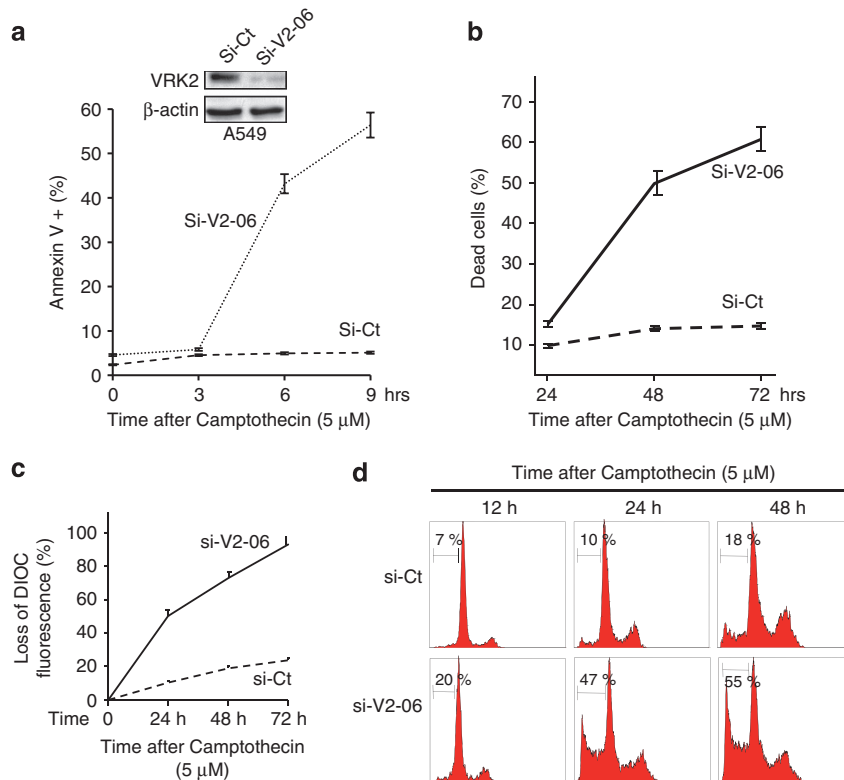 a
Si-Ct
Si-V2-06
VRK2
β-actin
A549
Annexin V + (%)
60
50
40
30
20
10
0
Si-V2-06
Si-Ct
0 3 6 9 hrs
Time after Camptothecin (5 μM)
b
Dead cells (%)
70
60
50
40
30
20
10
Si-V2-06
Si-Ct
24 48 72 hrs
Time after Camptothecin (5 μM)
c
Loss of DIOC
fluorescence (%)
100
80
60
40
20
0
si-V2-06
si-Ct
Time 0 24 h 48 h 72 h
Time after Camptothecin
(5 μM)
d
Time after Camptothecin (5 μM)
12 h 24 h 48 h
si-Ct
7 % 10 % 18 %
si-V2-06
20 % 47 % 55 %